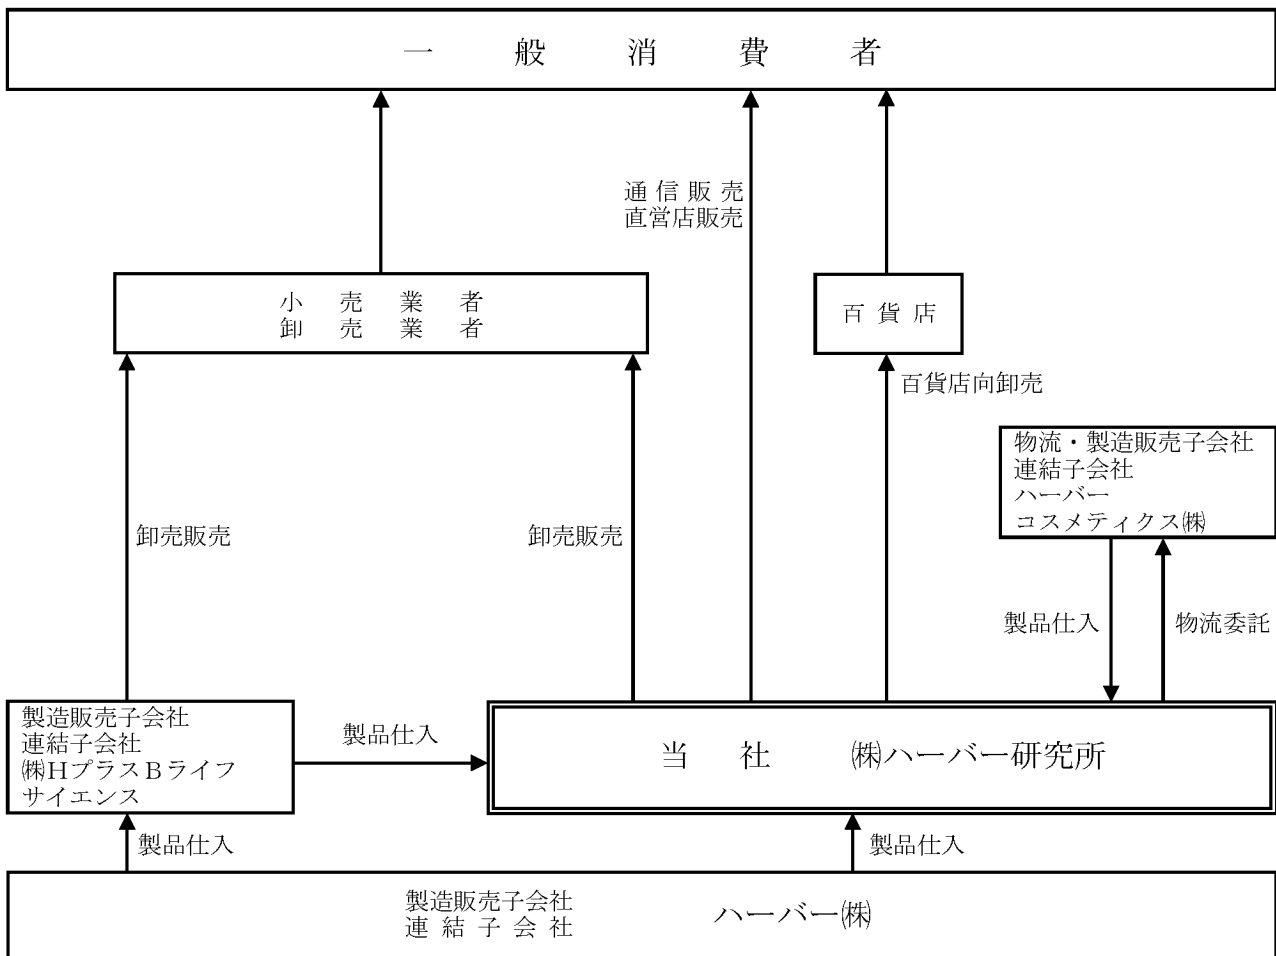 一般消費者
通信販売
直営店販売
小売業者
卸売業者
百貨店
百貨店向卸売
物流・製造販売子会社
連結子会社
ハーバー
コスメティクス㈱
卸売販売
卸売販売
製品仕入
物流委託
製造販売子会社
連結子会社
㈱HプラスBライフ
サイエンス
製品仕入
当社 ㈱ハーバー研究所
製品仕入
製品仕入
製造販売子会社
連結子会社
ハーバー㈱